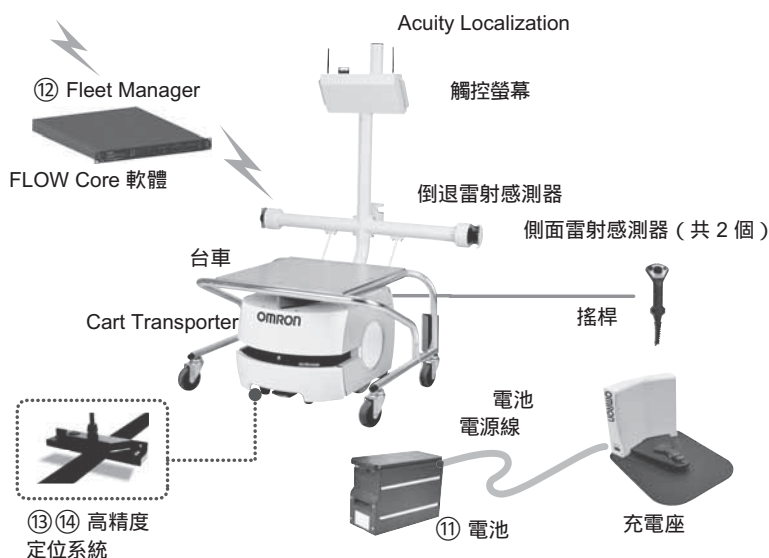 Acuity Localization
⑫ Fleet Manager
觸控螢幕
FLOW Core 軟體
倒退雷射感測器
側面雷射感測器（共 2 個）
台車
搖桿
Cart Transporter
OMRON
電池
電源線
OMRON
⑬⑭ 高精度
定位系統
⑪ 電池
充電座